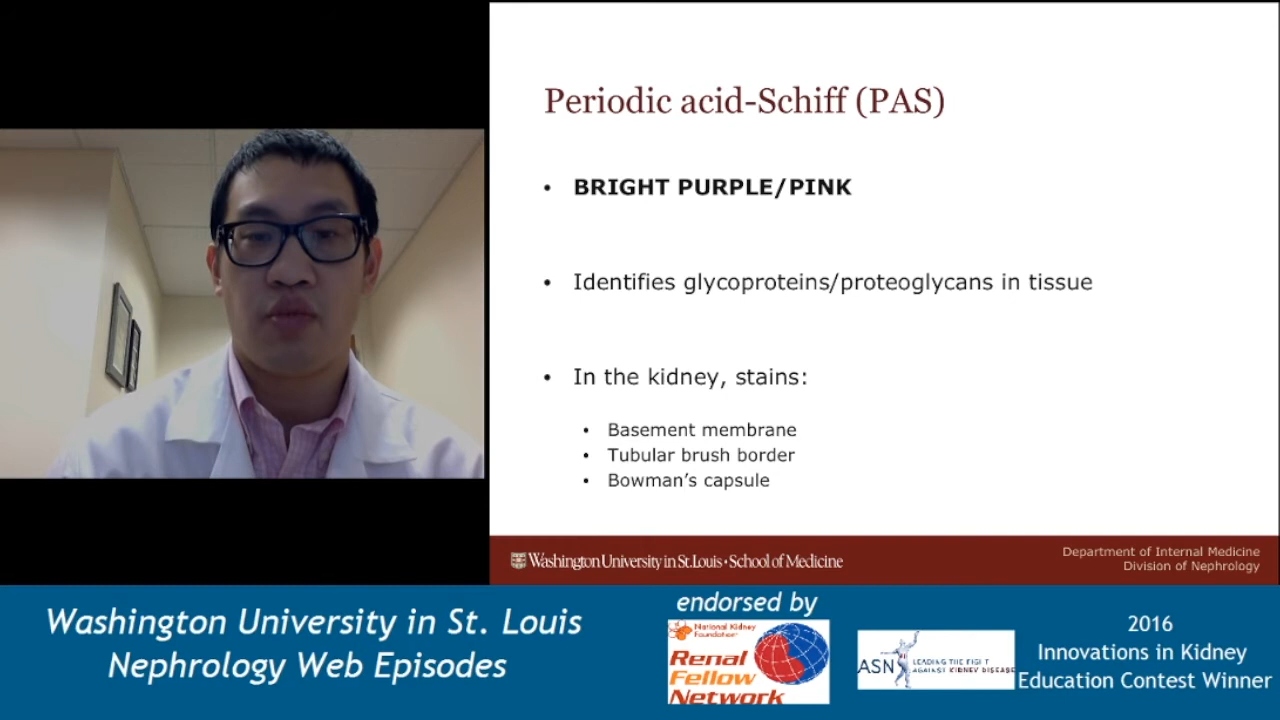 Periodic acid-Schiff (PAS)
• BRIGHT PURPLE/PINK
• Identifies glycoproteins/proteoglycans in tissue
• In the kidney, stains:
• Basement membrane
• Tubular brush border
• Bowman's capsule
Washington University in St. Louis • School of Medicine
Department of Internal Medicine
Division of Nephrology
Washington University in St. Louis
Nephrology Web Episodes
endorsed by
National Kidney
Foundation
Renal
Fellow
Network
ASN
LEADING THE FIGHT
AGAINST KIDNEY DISEASE
2016
Innovations in Kidney
Education Contest Winner